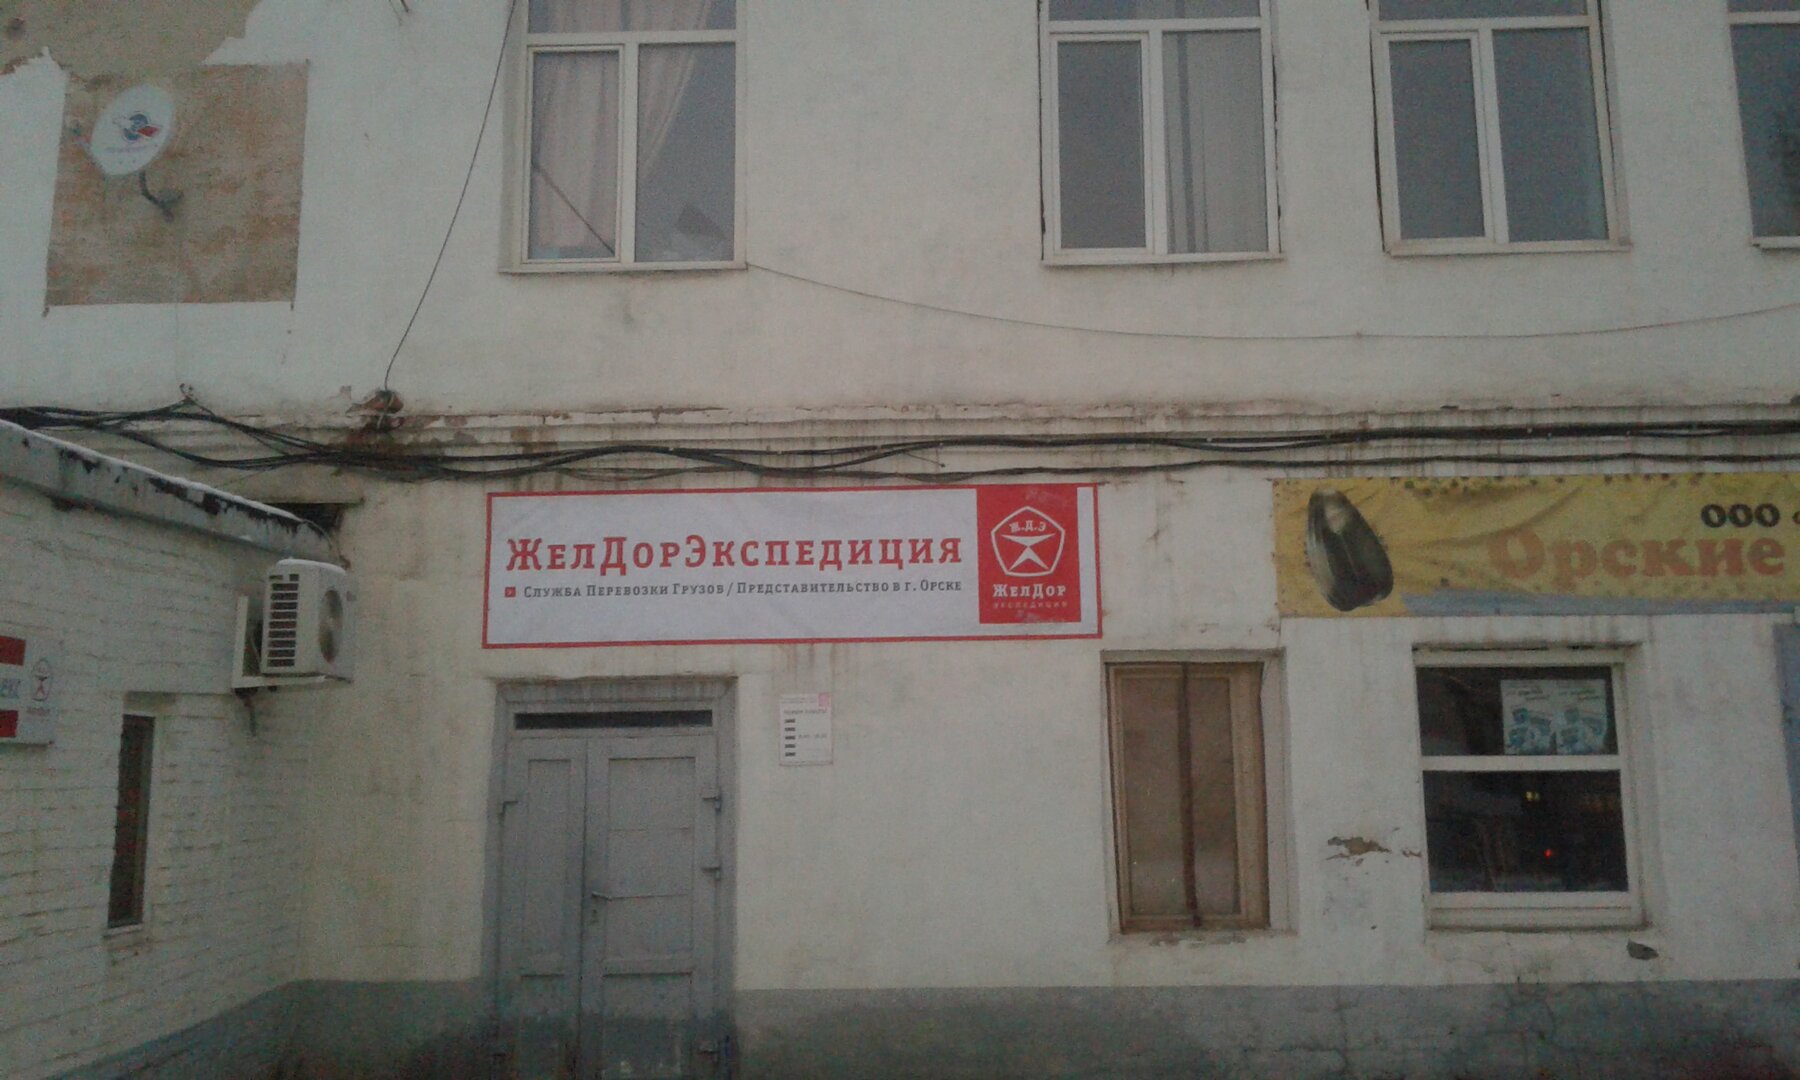 ЖелДорЭкспедиция
Служба Перевозки Грузов / Представительство в г. Орске
Ж.Д.Э
ЖелДор
экспедиция
ООО
Орские